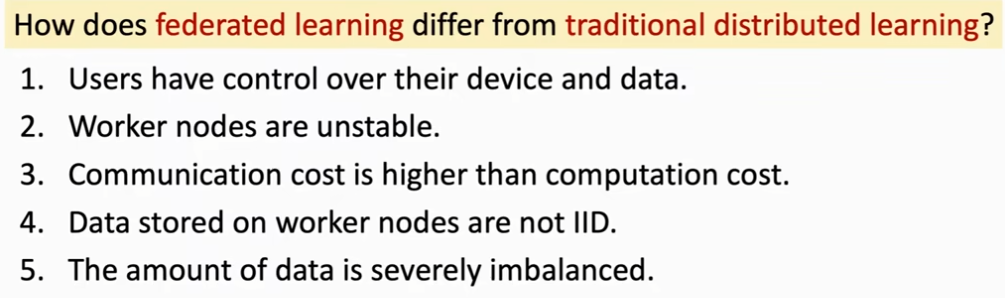 How does federated learning differ from traditional distributed learning?
1. Users have control over their device and data.
2. Worker nodes are unstable.
3. Communication cost is higher than computation cost.
4. Data stored on worker nodes are not IID.
5. The amount of data is severely imbalanced.